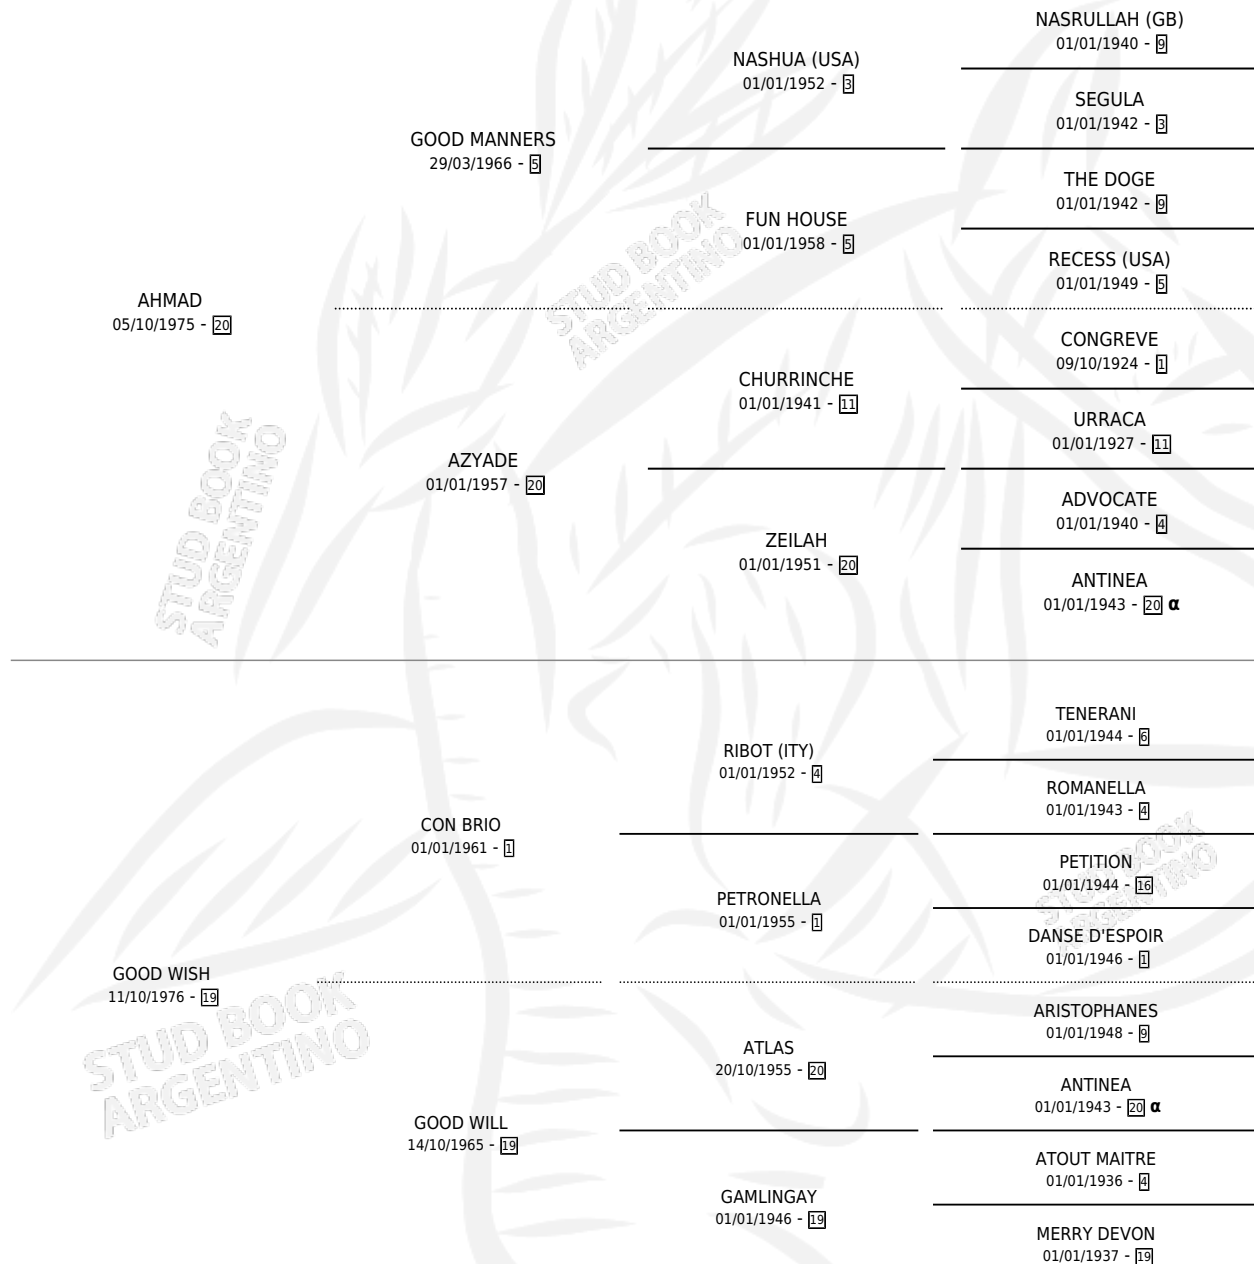 NASRULLAH (GB)
01/01/1940 - 9
NASHUA (USA)
01/01/1952 - 3
SEGULA
01/01/1942 - 3
GOOD MANNERS
29/03/1966 - 5
THE DOGE
01/01/1942 - 9
FUN HOUSE
01/01/1958 - 5
RECESS (USA)
01/01/1949 - 5
AHMAD
05/10/1975 - 20
CONGREVE
09/10/1924 - 1
CHURRINCHE
01/01/1941 - 11
URRACA
01/01/1927 - 11
AZYADE
01/01/1957 - 20
ADVOCATE
01/01/1940 - 4
ZEILAH
01/01/1951 - 20
ANTINEA
01/01/1943 - 20 α
STUD BOOK
ARGENTINO
STUD BOOK
ARGENTINO
TENERANI
01/01/1944 - 6
RIBOT (ITY)
01/01/1952 - 4
ROMANELLA
01/01/1943 - 4
CON BRIO
01/01/1961 - 1
PETITION
01/01/1944 - 16
PETRONELLA
01/01/1955 - 1
DANSE D'ESPOIR
01/01/1946 - 1
STUD BOOK
ARGENTINO
GOOD WISH
11/10/1976 - 19
ARISTOPHANES
01/01/1948 - 9
ATLAS
20/10/1955 - 20
ANTINEA
01/01/1943 - 20 α
GOOD WILL
14/10/1965 - 19
ATOUT MAITRE
01/01/1936 - 4
GAMLINGAY
01/01/1946 - 19
MERRY DEVON
01/01/1937 - 19
STUD BOOK
ARGENTINO